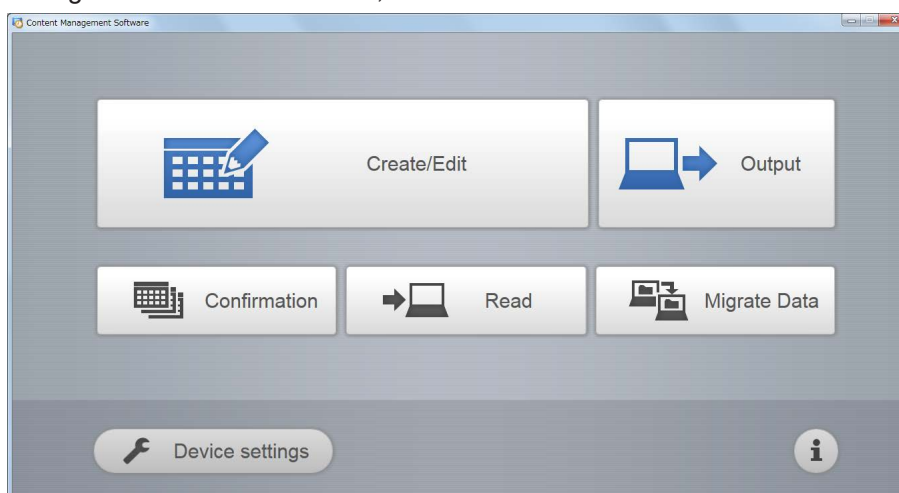 Content Management Software
Create/Edit
Output
Confirmation
Read
Migrate Data
Device settings